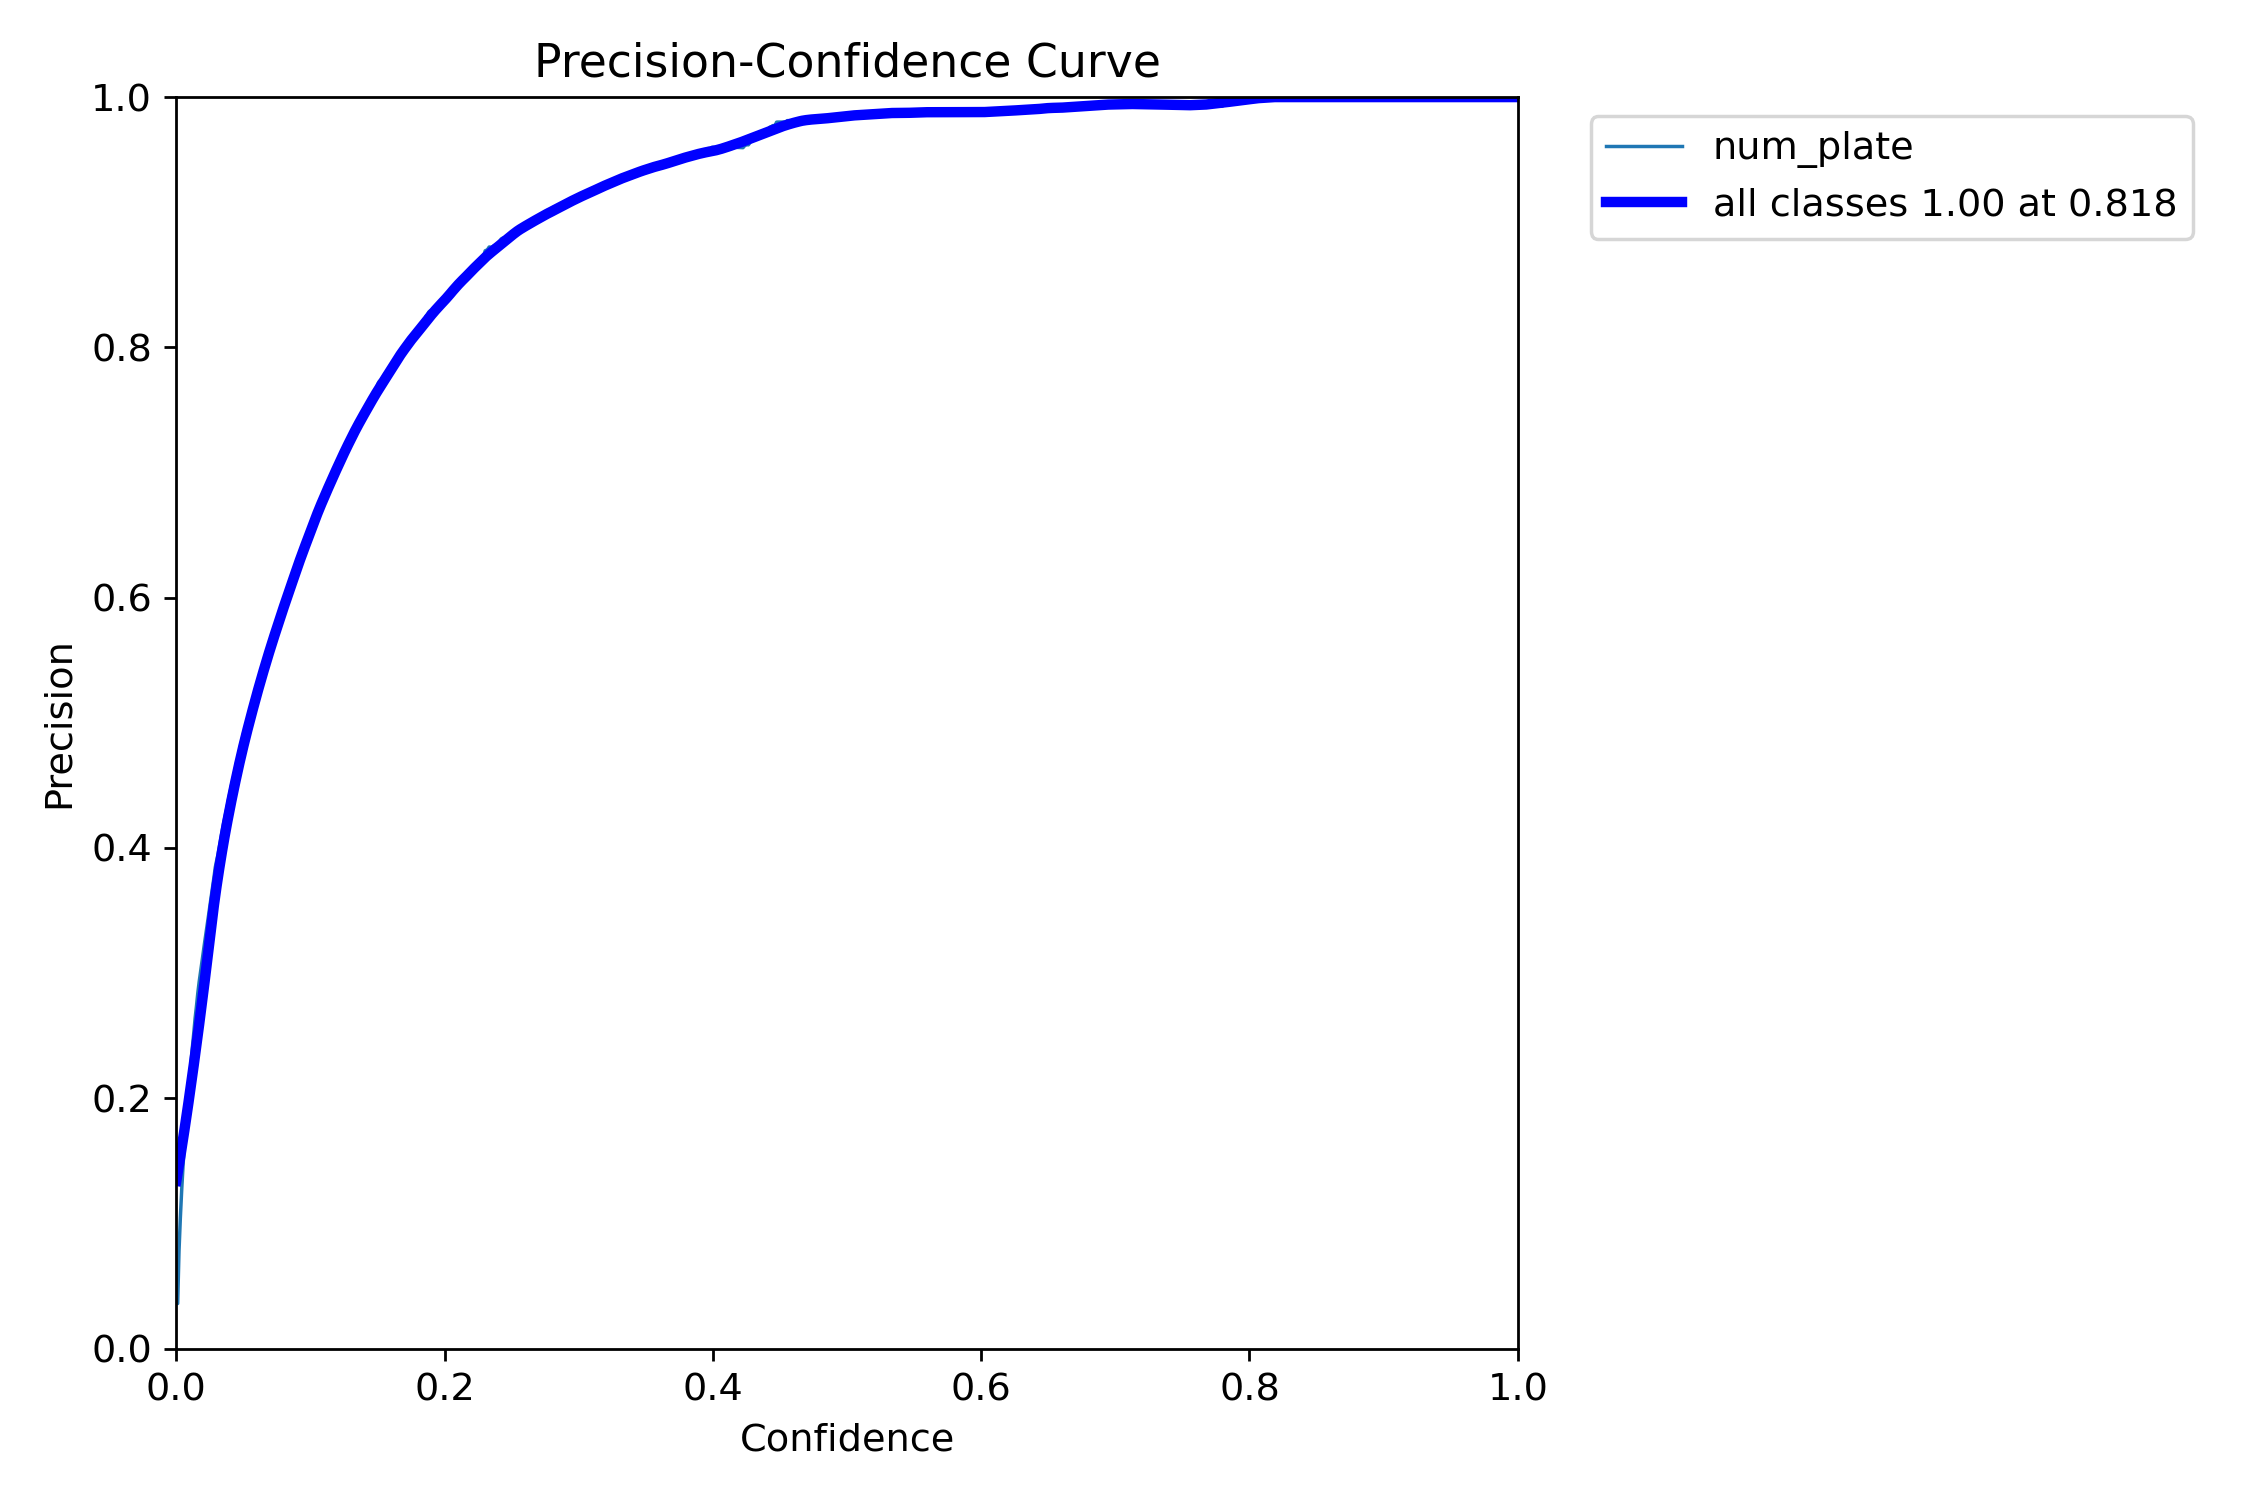 Precision-Confidence Curve
1.0
0.8
0.6
0.4
0.2
0.0
Precision
0.0 0.2 0.4 0.6 0.8 1.0
Confidence
num_plate
all classes 1.00 at 0.818